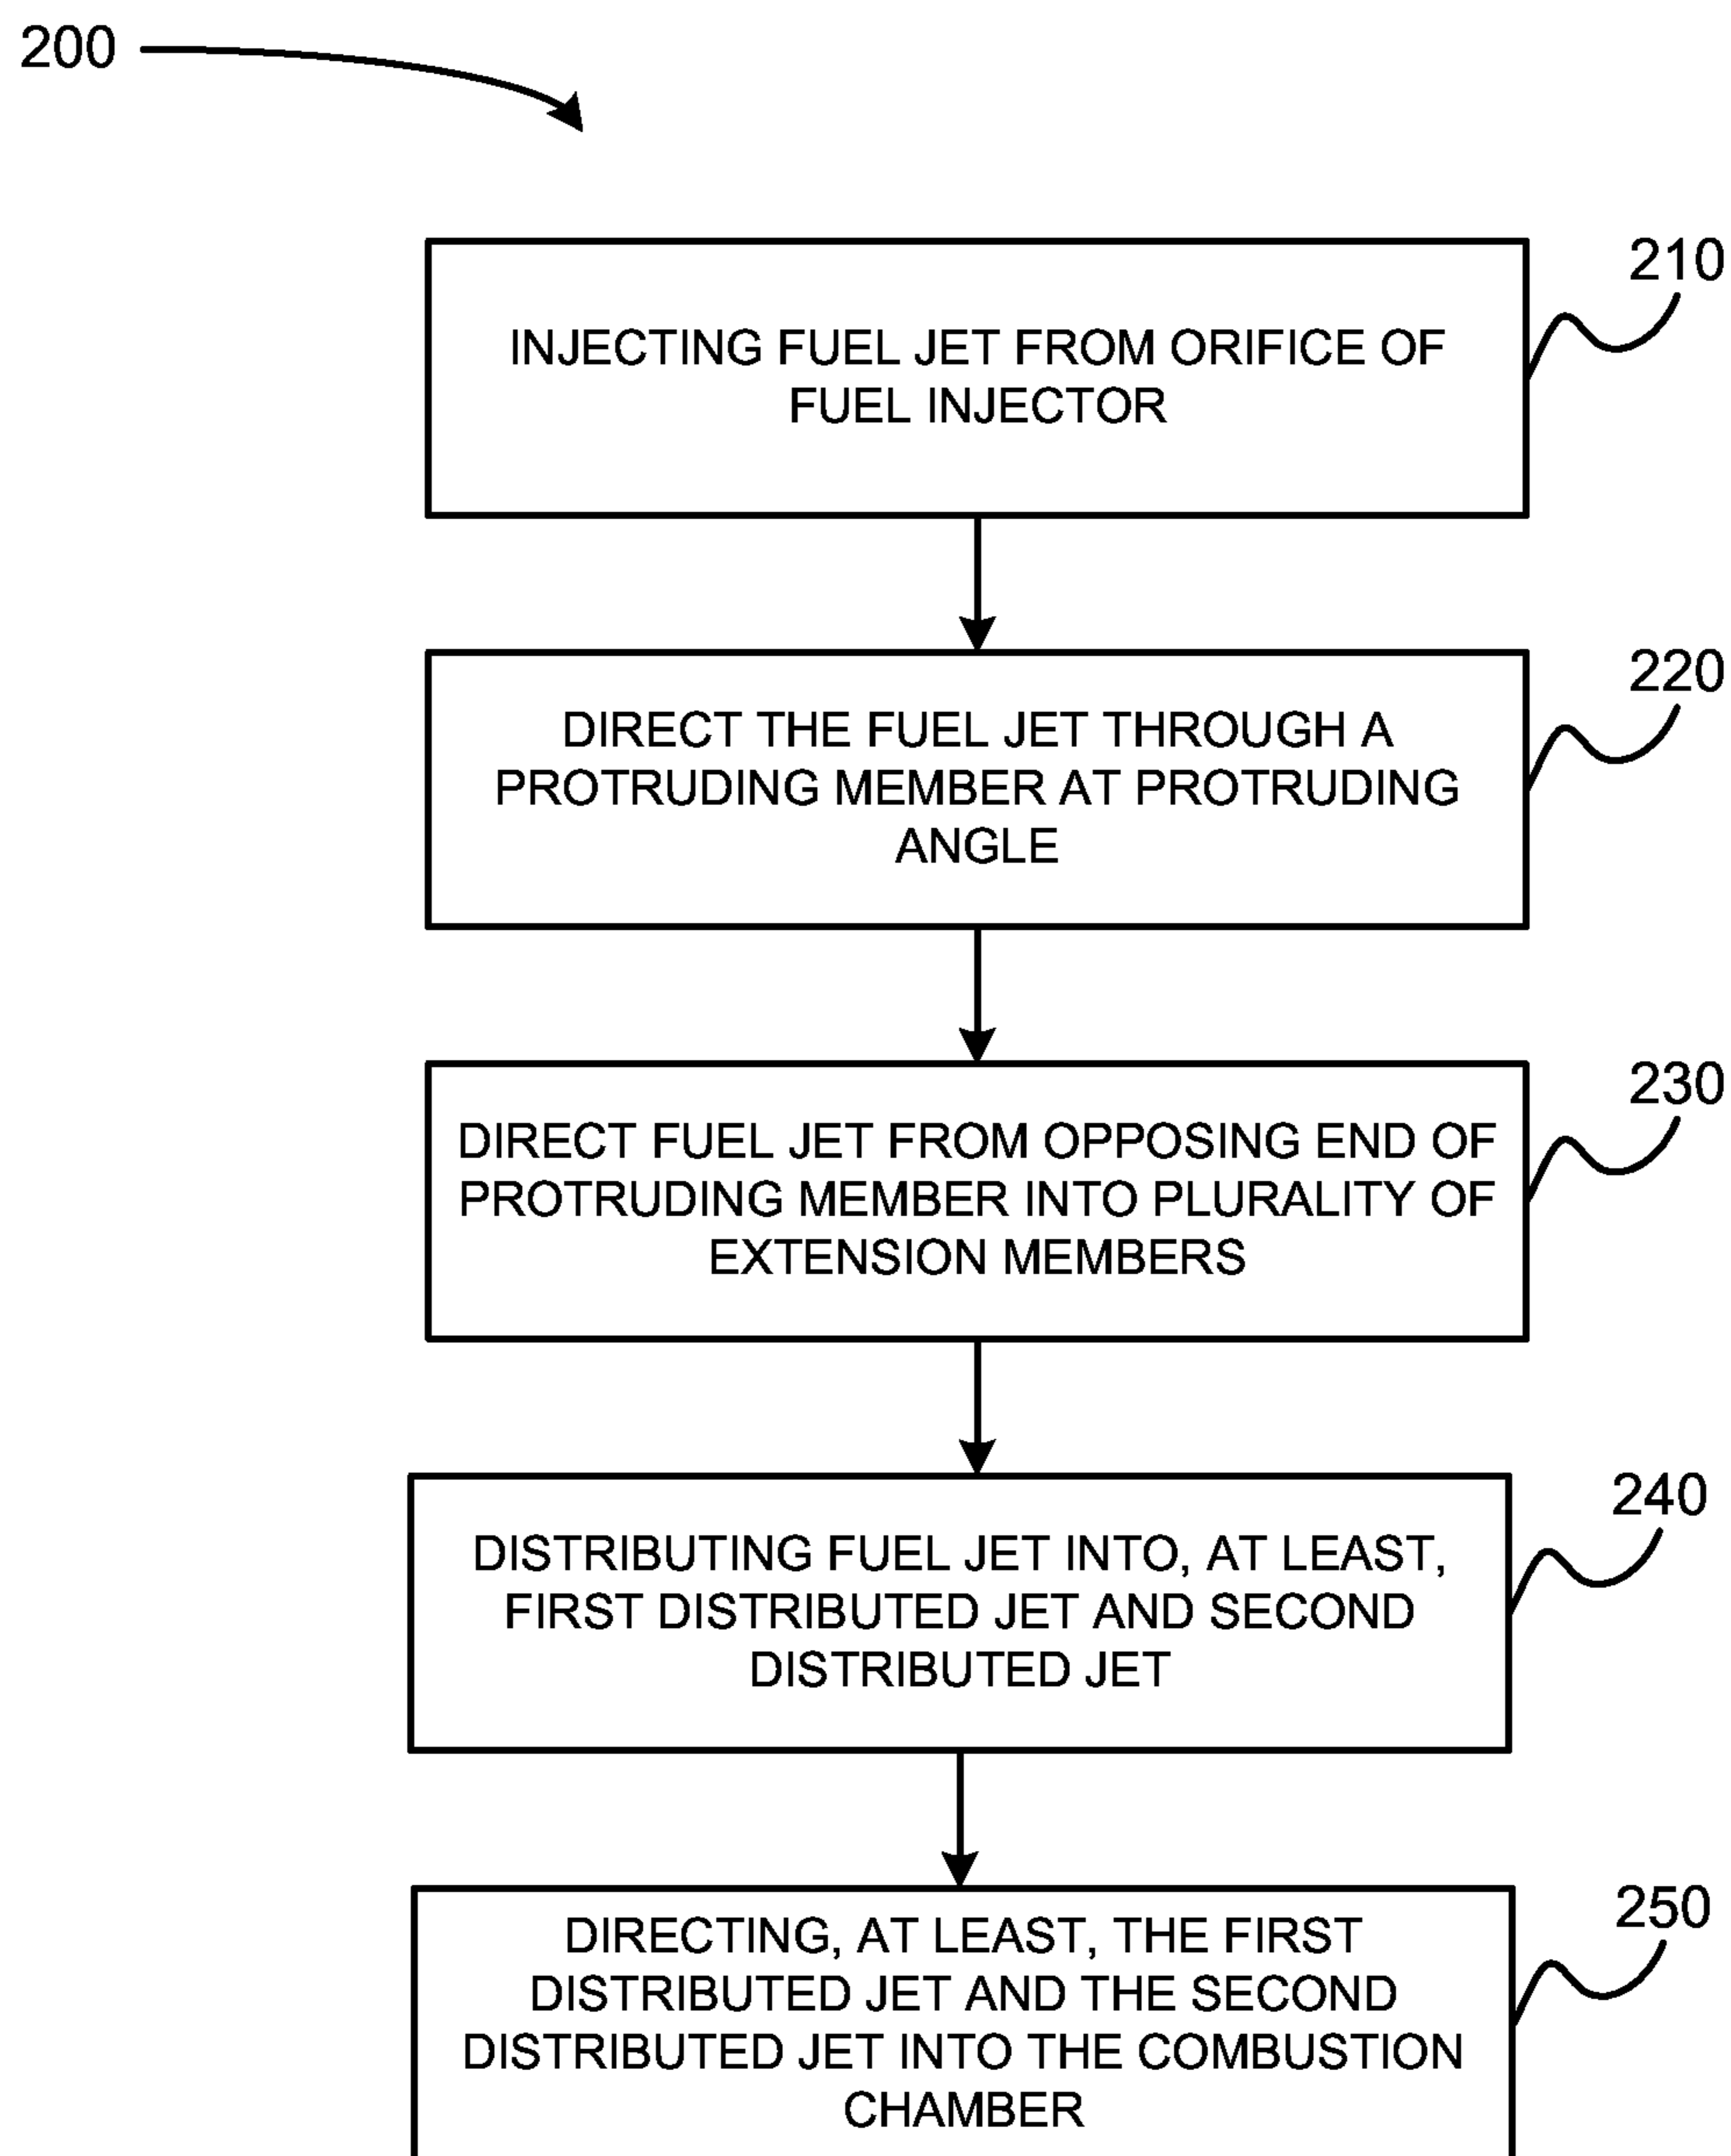 200
210
INJECTING FUEL JET FROM ORIFICE OF
FUEL INJECTOR
220
DIRECT THE FUEL JET THROUGH A
PROTRUDING MEMBER AT PROTRUDING
ANGLE
230
DIRECT FUEL JET FROM OPPOSING END OF
PROTRUDING MEMBER INTO PLURALITY OF
EXTENSION MEMBERS
240
DISTRIBUTING FUEL JET INTO, AT LEAST,
FIRST DISTRIBUTED JET AND SECOND
DISTRIBUTED JET
250
DIRECTING, AT LEAST, THE FIRST
DISTRIBUTED JET AND THE SECOND
DISTRIBUTED JET INTO THE COMBUSTION
CHAMBER